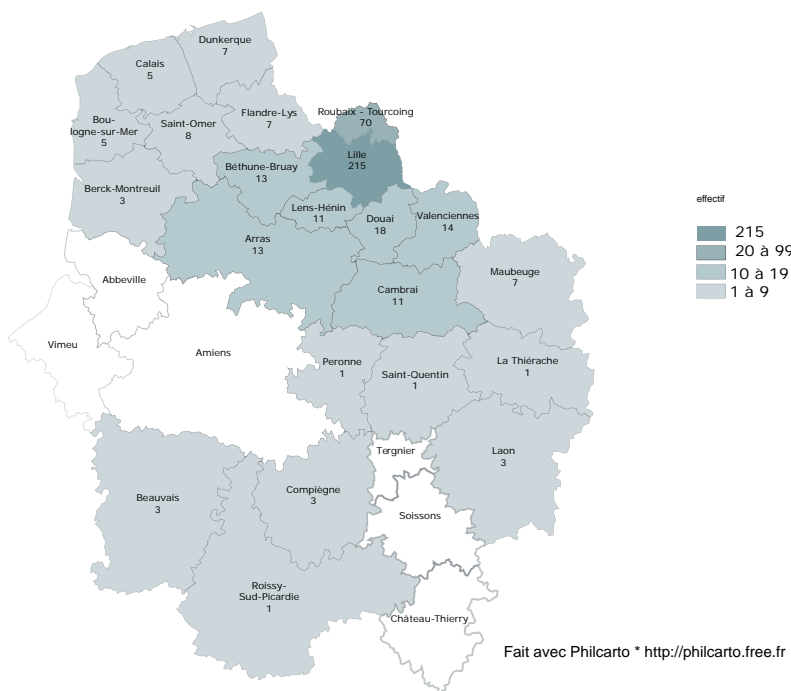 Dunkerque
7
Calais
5
Roubaix - Tourcoing
70
Flandre-Lys
7
Bou-
logne-sur-Mer
5
Saint-Omer
8
Lille
215
Béthune-Bruay
13
Berck-Montreuil
3
Lens-Hénin
11
Douai
18
Valenciennes
14
Arras
13
Maubeuge
7
Abbeville
Cambrai
11
Vimeu
Amiens
Peronne
1
Saint-Quentin
1
La Thiérache
1
Tergnier
Laon
3
Beauvais
3
Compiègne
3
Soissons
Roissy-
Sud-Picardie
1
Château-Thierry
effectif
215
20 à 99
10 à 19
1 à 9
Fait avec Philcarto * http://philcarto.free.fr